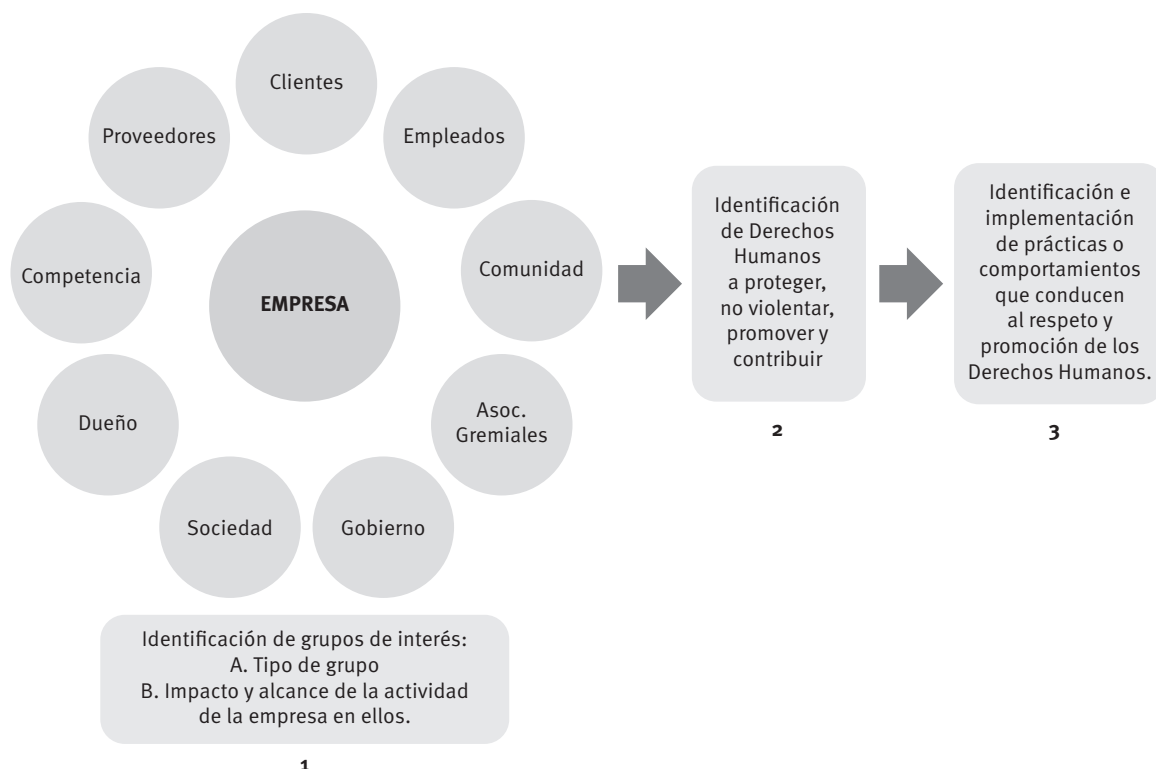 Clientes
Proveedores
Empleados
Competencia
EMPRESA
Comunidad
Dueño
Asoc.
Gremiales
Sociedad
Gobierno
Identificación de grupos de interés:
A. Tipo de grupo
B. Impacto y alcance de la actividad
de la empresa en ellos.
1
Identificación
de Derechos
Humanos
a proteger,
no violentar,
promover y
contribuir
2
Identificación e
implementación
de prácticas o
comportamientos
que conducen
al respeto y
promoción de los
Derechos Humanos.
3